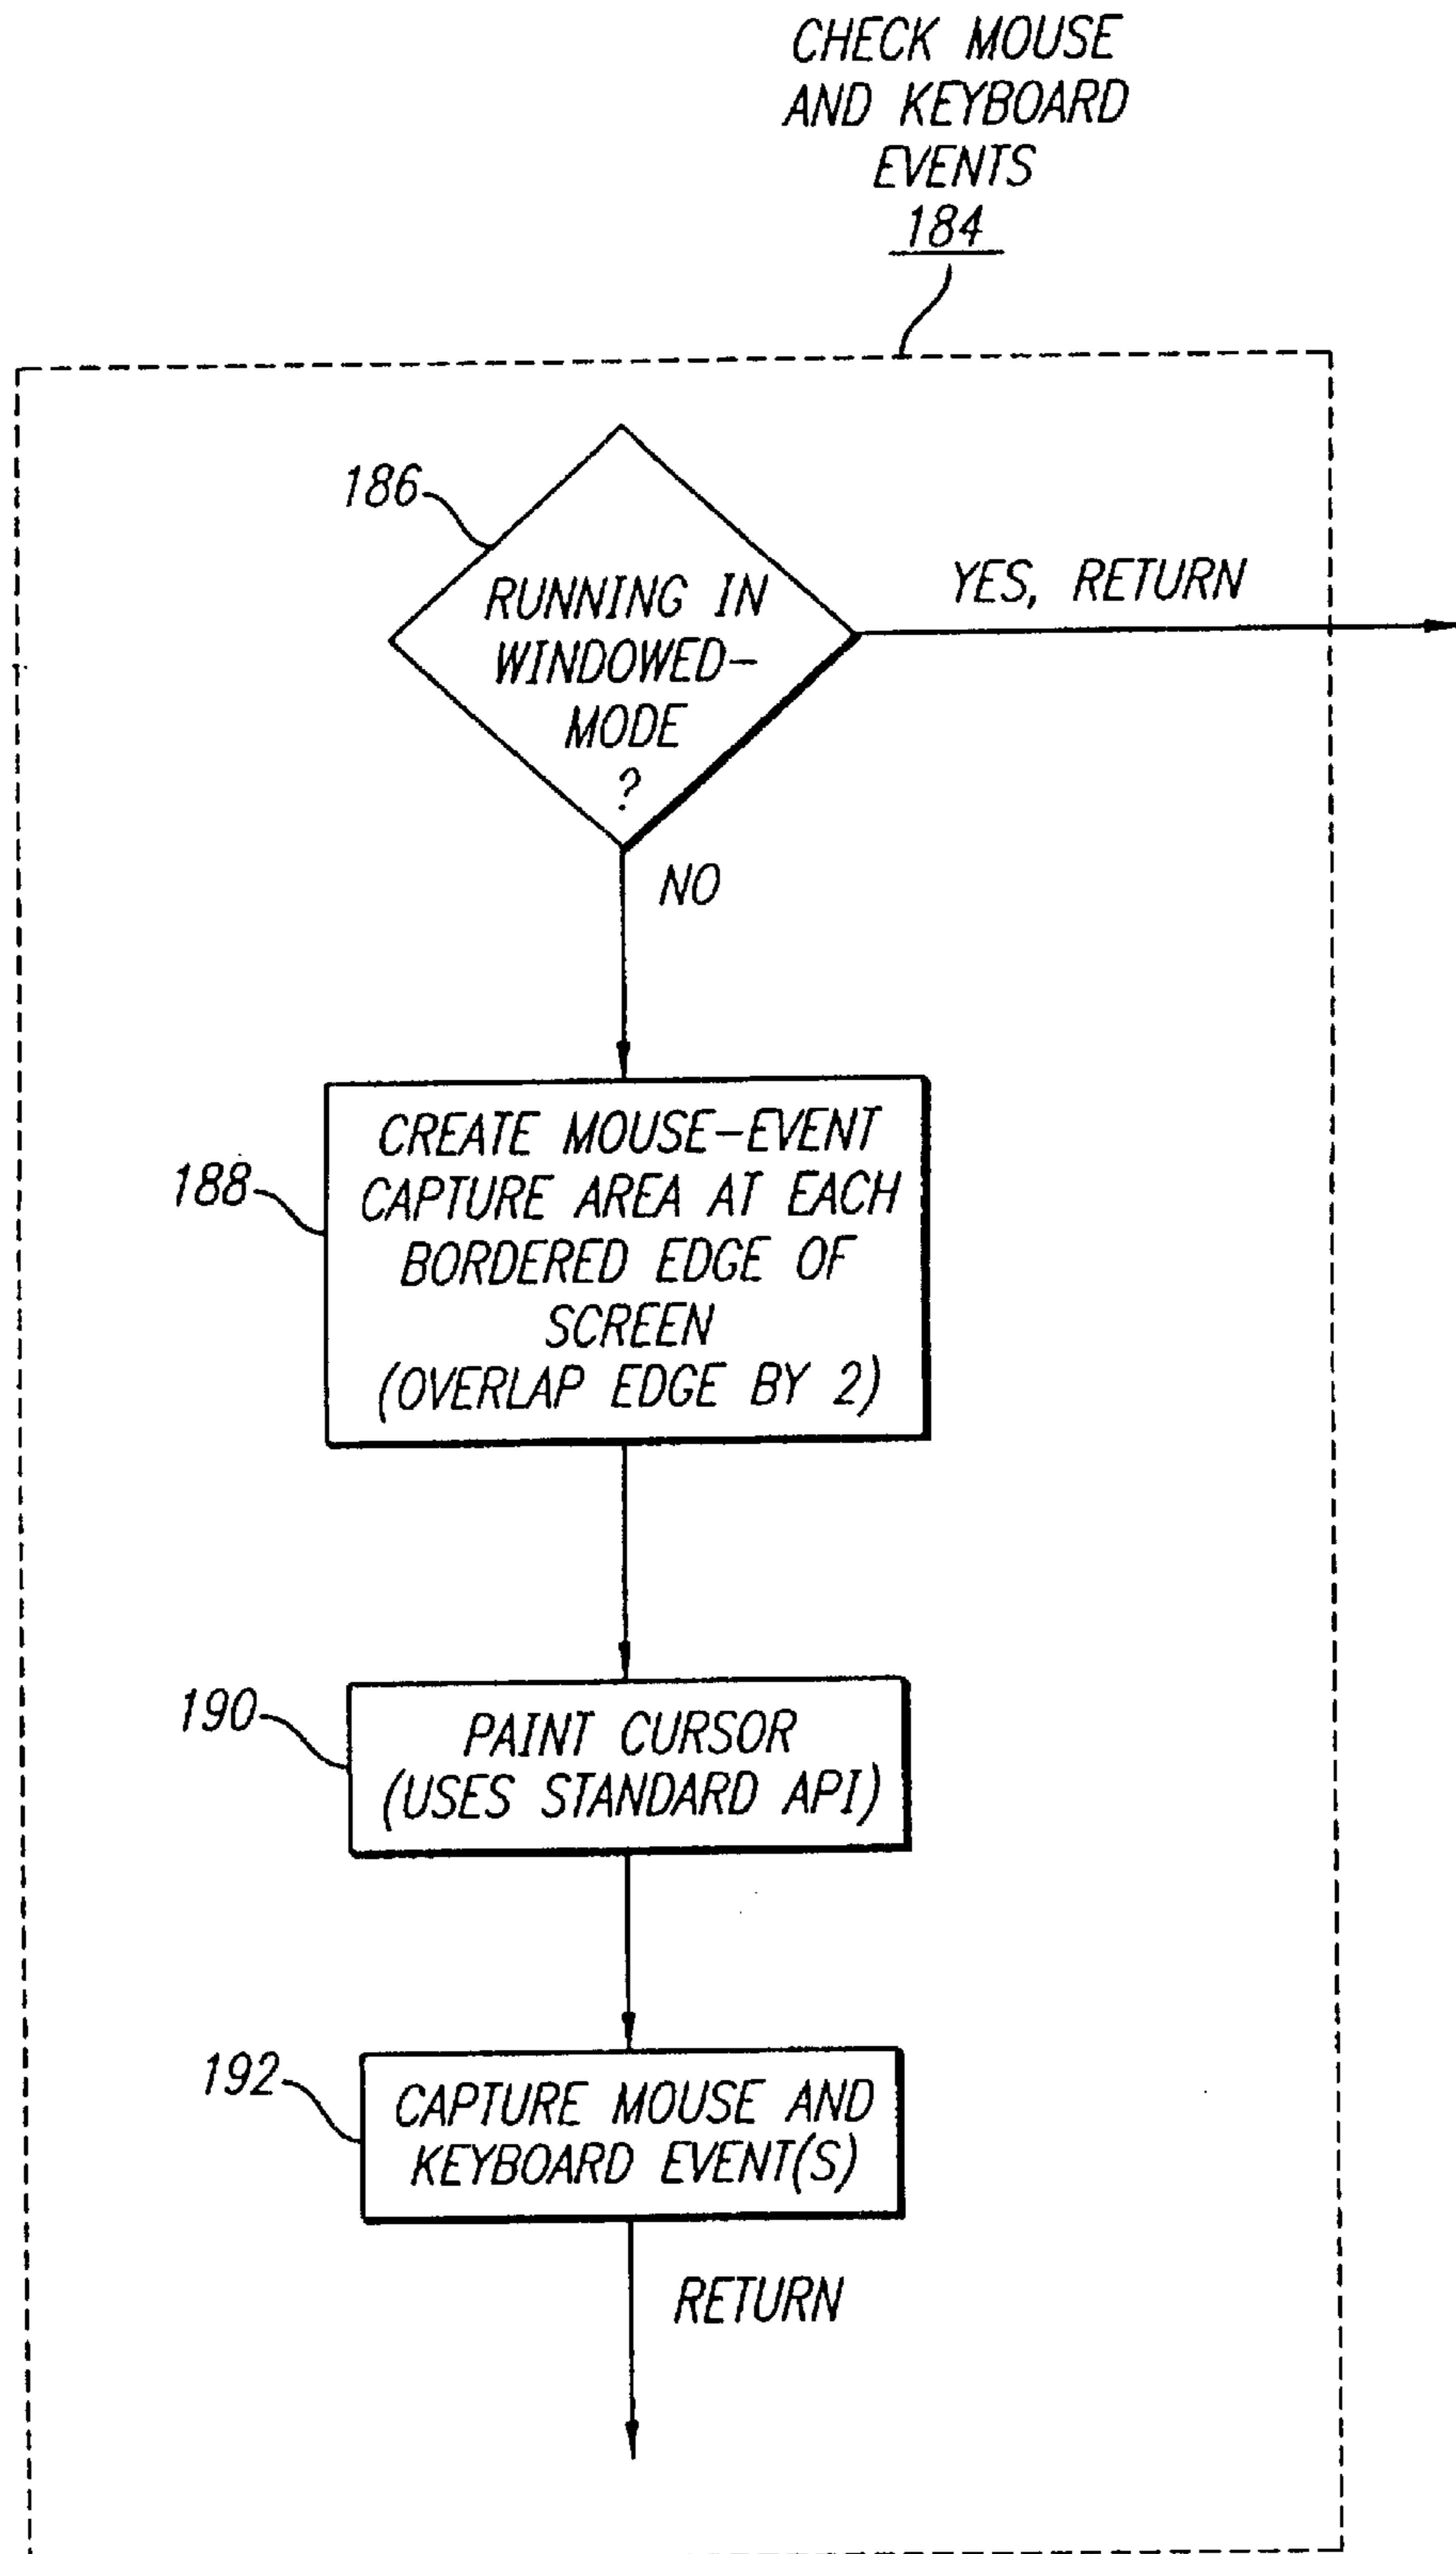 CHECK MOUSE
AND KEYBOARD
EVENTS
184
186
RUNNING IN
WINDOWED-
MODE
?
YES, RETURN
NO
188
CREATE MOUSE-EVENT
CAPTURE AREA AT EACH
BORDERED EDGE OF
SCREEN
(OVERLAP EDGE BY 2)
190
PAINT CURSOR
(USES STANDARD API)
192
CAPTURE MOUSE AND
KEYBOARD EVENT(S)
RETURN